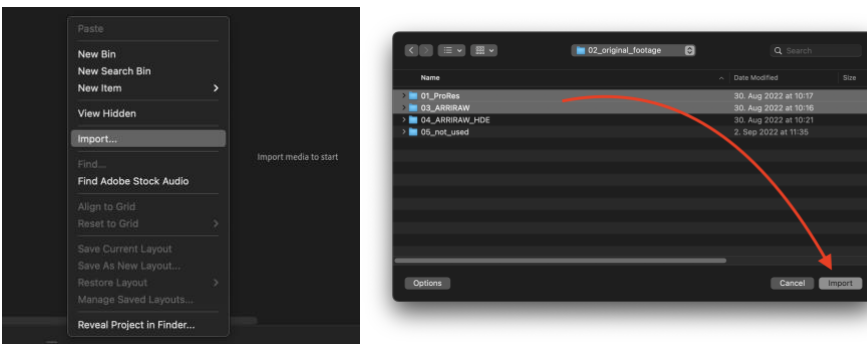 Paste
New Bin
New Search Bin
New Item
View Hidden
Import...
Find...
Find Adobe Stock Audio
Align to Grid
Reset to Grid
Save Current Layout
Save As New Layout...
Restore Layout
Manage Saved Layouts...
Reveal Project in Finder...
Import media to start
02_original_footage
Search
Name Date Modified Size
01_ProRes 30. Aug 2022 at 10:17
03_ARRIRAW 30. Aug 2022 at 10:16
04_ARRIRAW_HDE 30. Aug 2022 at 10:21
05_not_used 2. Sep 2022 at 11:35
Options Cancel Import